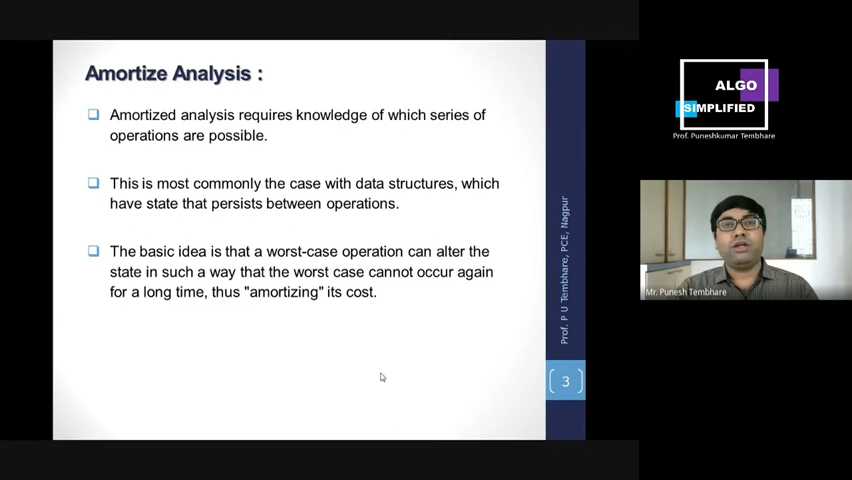 Amortize Analysis :
Amortized analysis requires knowledge of which series of
operations are possible.
This is most commonly the case with data structures, which
have state that persists between operations.
The basic idea is that a worst-case operation can alter the
state in such a way that the worst case cannot occur again
for a long time, thus "amortizing" its cost.
Prof. P U Tembhare, PCE, Nagpur
3
ALGO
SIMPLIFIED
Prof. Puneshkumar Tembhare
Mr. Punesh Tembhare